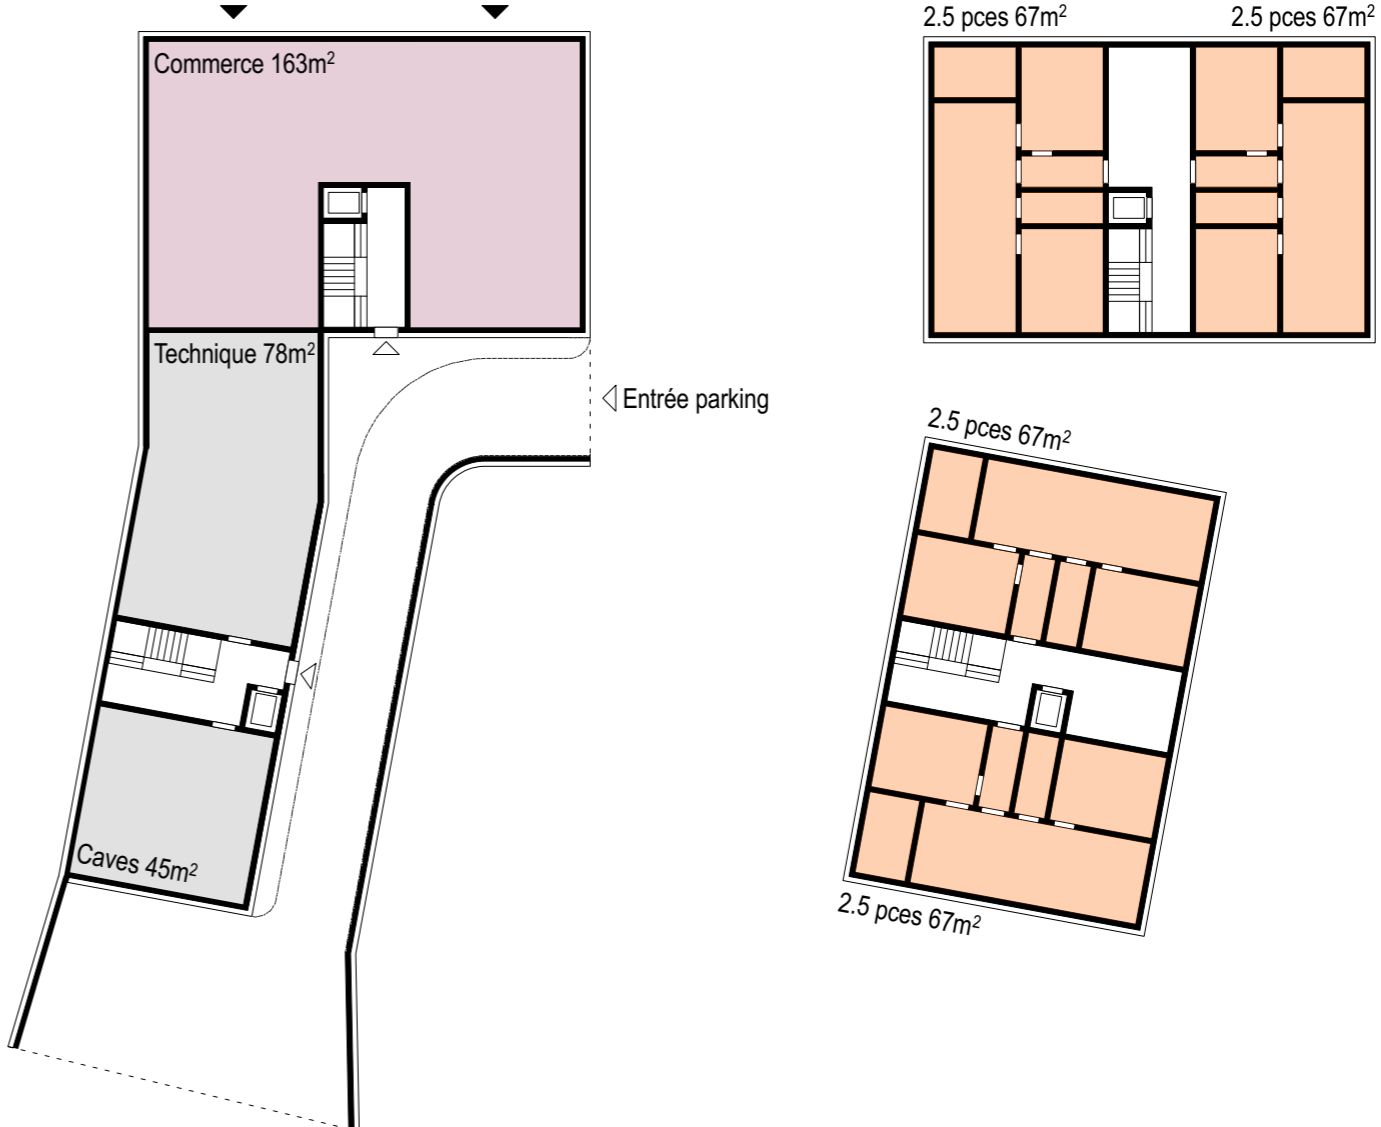 Commerce 163m²
Technique 78m²
Entrée parking
Caves 45m²
2.5 pces 67m²
2.5 pces 67m²
2.5 pces 67m²
2.5 pces 67m²